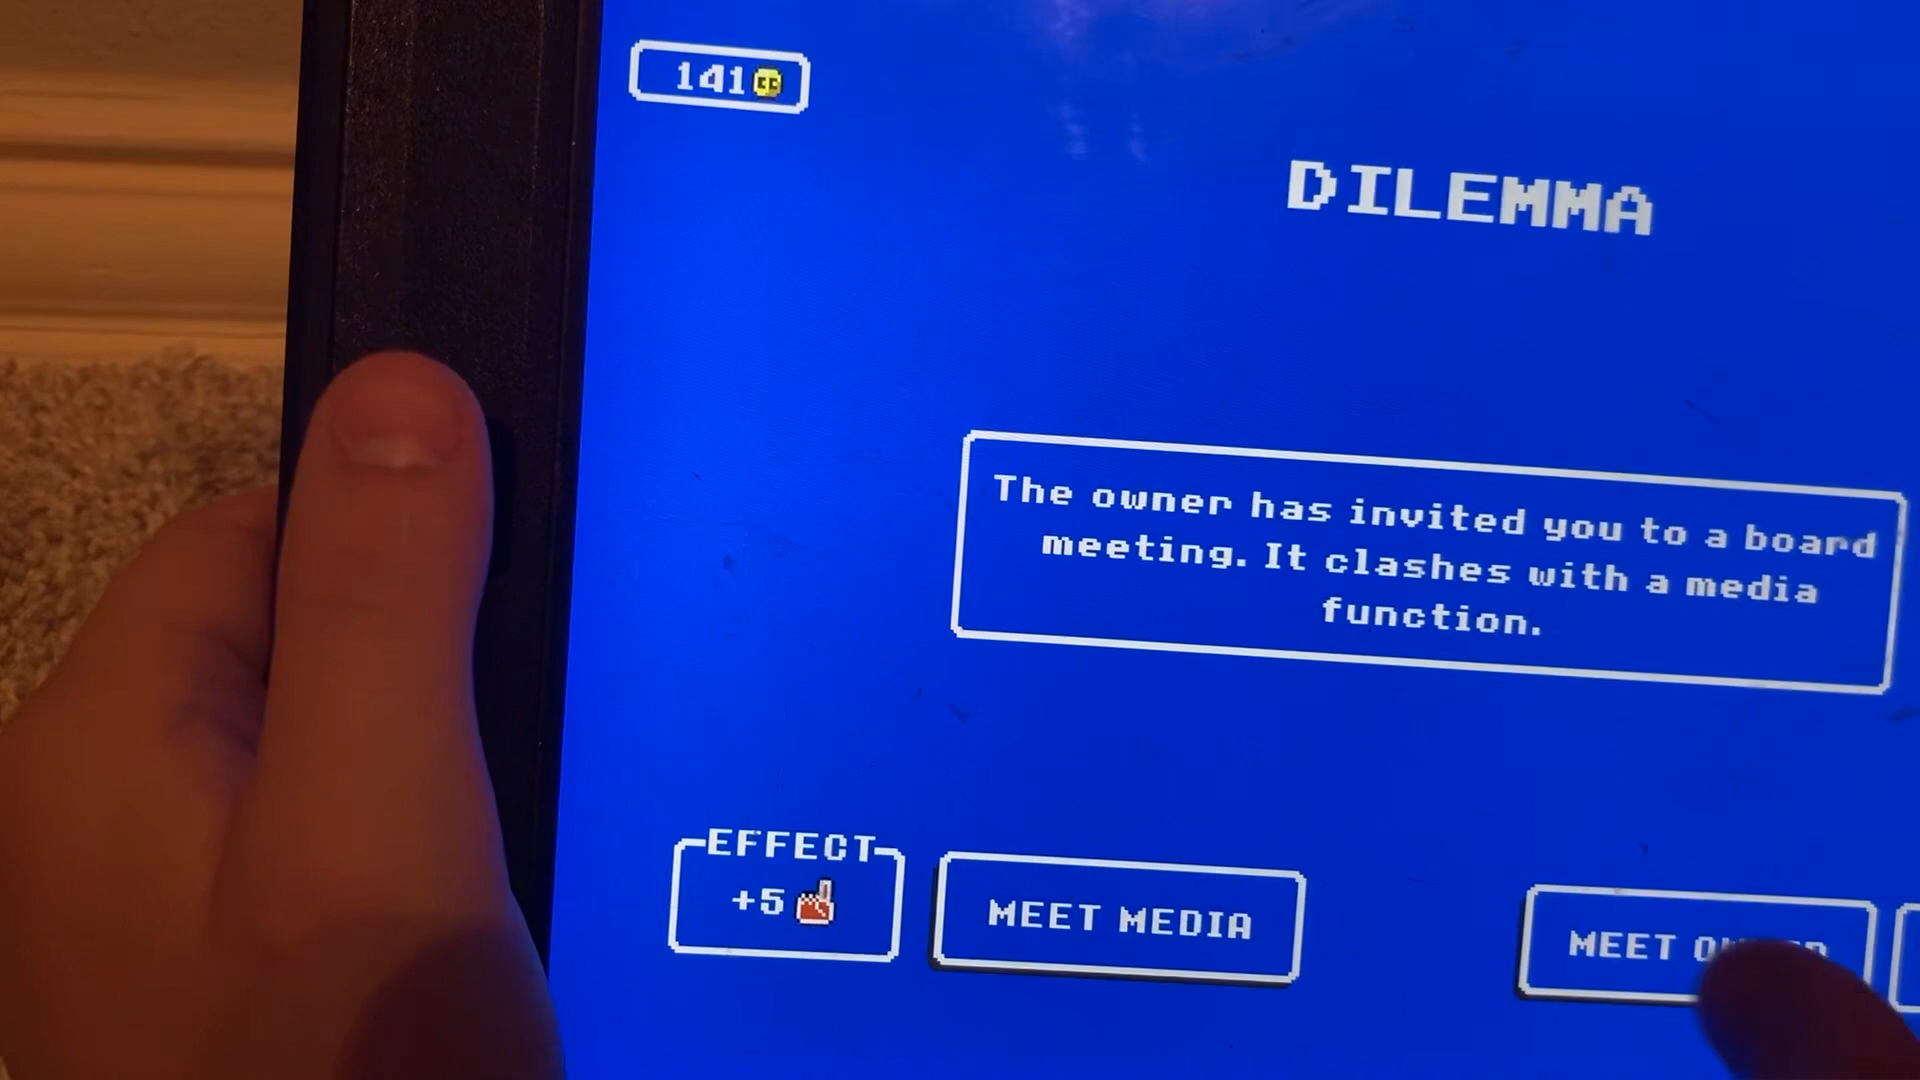 141
DILEMMA
The owner has invited you to a board
meeting. It clashes with a media
function.
EFFECT
+5
MEET MEDIA
MEET